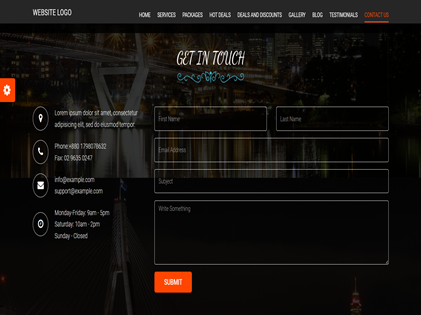 WEBSITE LOGO
HOME SERVICES PACKAGES HOT DEALS DEALS AND DISCOUNTS GALLERY BLOG TESTIMONIALS CONTACT US
GET IN TOUCH
Lorem ipsum dolor sit amet, consectetur
adipisicing elit, sed do eiusmod tempor.
Phone:+880 1798078632
Fax: 02 9635 0247
info@example.com
support@example.com
Monday-Friday: 9am - 5pm
Saturday: 10am - 2pm
Sunday - Closed
First Name
Last Name
Email Address
Subject
Write Something
SUBMIT